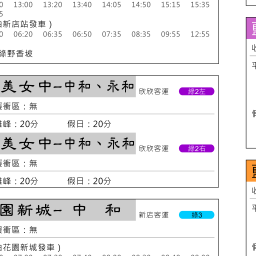 13:00 13:20 13:40 14:05 14:50 15:15 15:35
新店站發車)
06:20 06:35 06:50 07:35 08:35 09:55 12:55
綠野香坡
美女中-中和、永和 欣欣客運 綠2左
緩衝區：無
尖峰：20分 假日：20分
美女中-中和、永和 欣欣客運 綠2右
緩衝區：無
離峰：20分 假日：20分
園新城- 中 和 新店客運 綠3
緩衝區：無
花園新城發車)